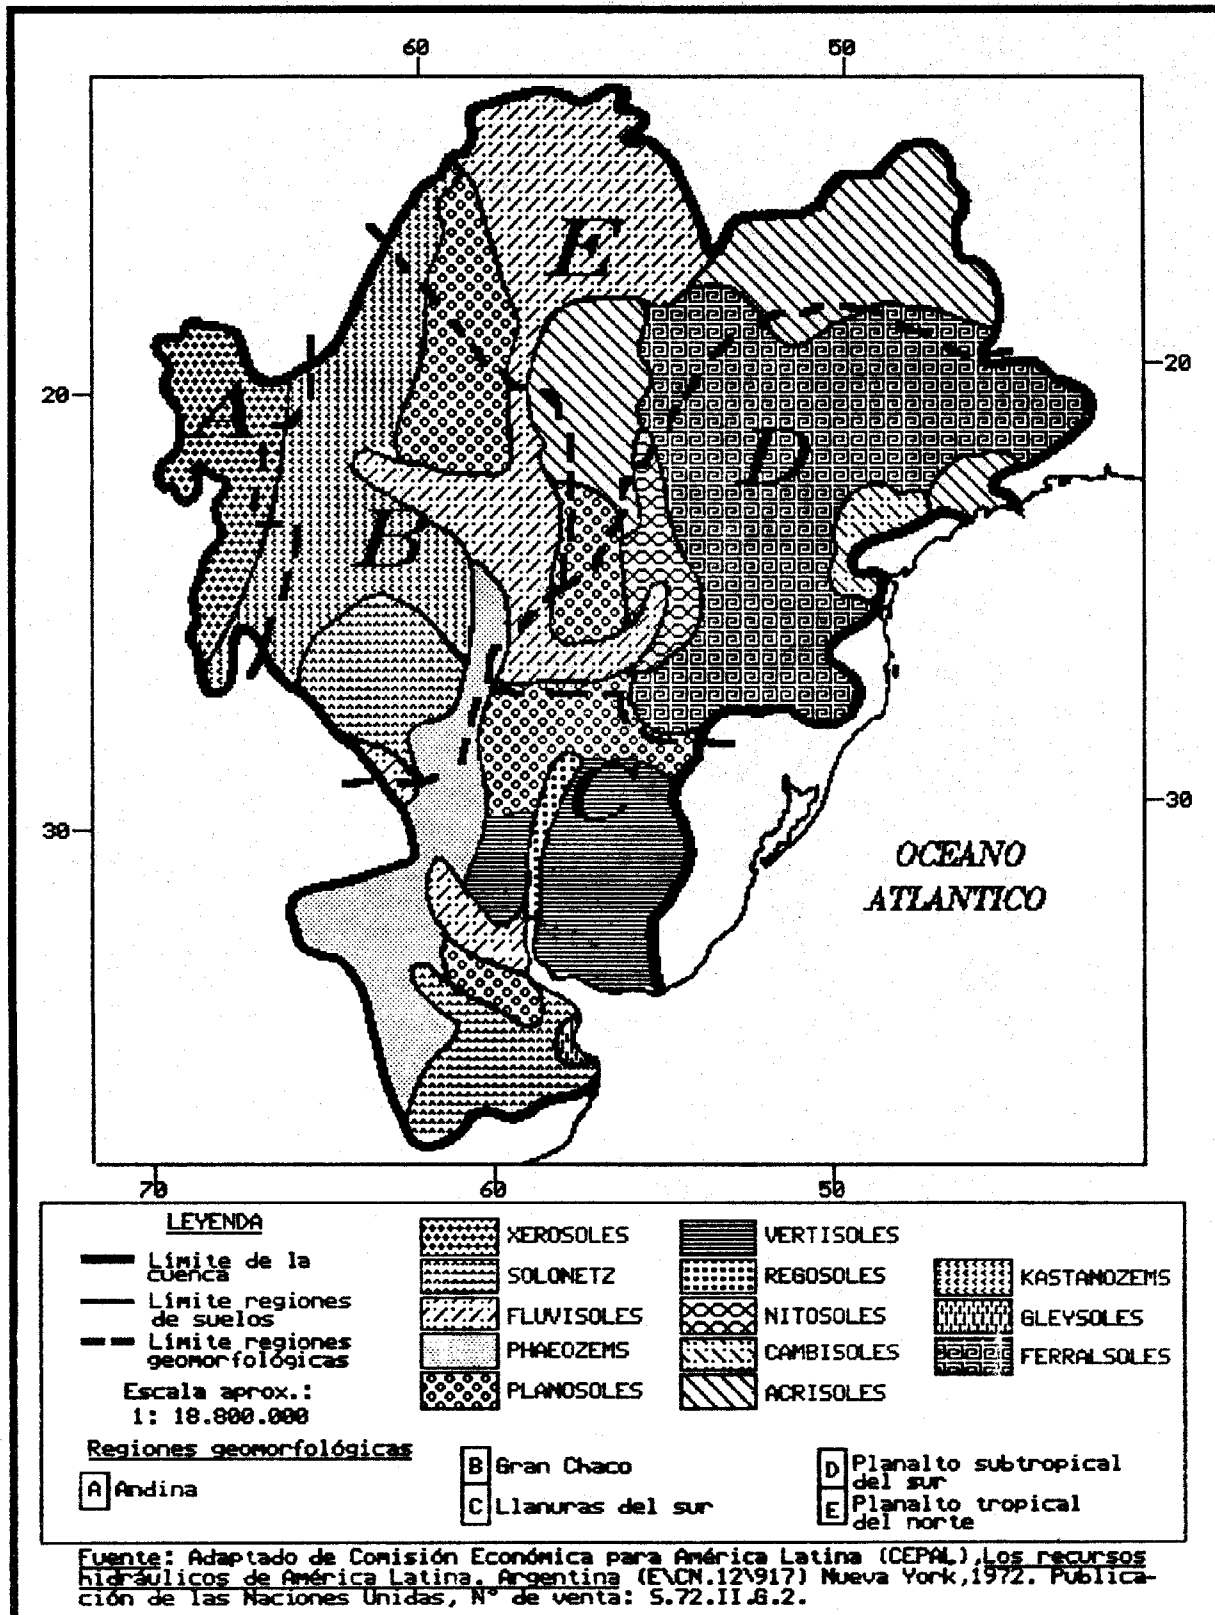 60 50
E
20
20
A
D
B
C
30
30
OCEANO
ATLANTICO
70 60 50
LEYENDA
Límite de la
cuenca
Límite regiones
de suelos
Límite regiones
geomorfológicas
Escala aprox.:
1: 18.800.000
XEROSOLES
SOLONETZ
FLUVISOLES
PHAEOZEMS
PLANOSOLES
VERTISOLES
REGOSOLES
NITOSOLES
CAMBISOLES
ACRISOLES
KASTANOZEMS
GLEYSOLES
FERRALSOLES
Regiones geomorfológicas
A Andina
B Gran Chaco
C Llanuras del sur
D Planalto subtropical
del sur
E Planalto tropical
del norte
Fuente: Adaptado de Comisión Económica para América Latina (CEPAL),Los recursos
hidráulicos de América Latina. Argentina (E\CN.12\917) Nueva York,1972. Publica-
ción de las Naciones Unidas, N° de venta: S.72.II.G.2.